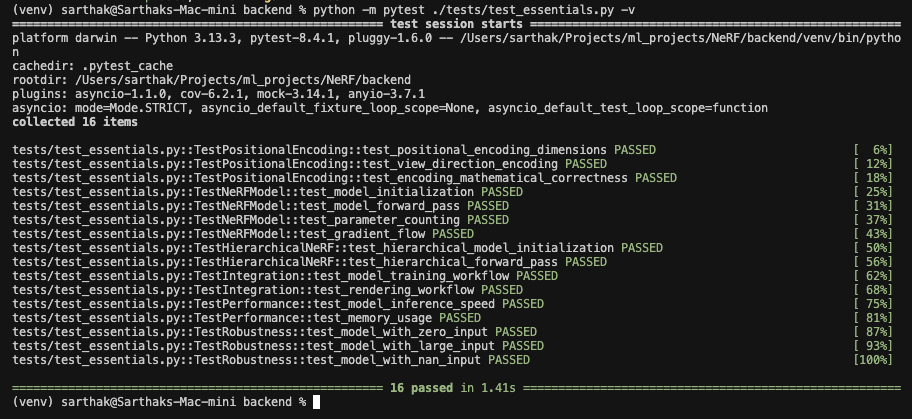 (venv) sarthak@Sarthaks-Mac-mini backend % python -m pytest ./tests/test_essentials.py -v
test session starts
platform darwin -- Python 3.13.3, pytest-8.4.1, pluggy-1.6.0 -- /Users/sarthak/Projects/ml_projects/NeRF/backend/venv/bin/pytho
n
cachedir: .pytest_cache
rootdir: /Users/sarthak/Projects/ml_projects/NeRF/backend
plugins: asyncio-1.1.0, cov-6.2.1, mock-3.14.1, anyio-3.7.1
asyncio: mode=Mode.STRICT, asyncio_default_fixture_loop_scope=None, asyncio_default_test_loop_scope=function
collected 16 items
tests/test_essentials.py::TestPositionalEncoding::test_positional_encoding_dimensions PASSED [  6%]
tests/test_essentials.py::TestPositionalEncoding::test_view_direction_encoding PASSED [ 12%]
tests/test_essentials.py::TestPositionalEncoding::test_encoding_mathematical_correctness PASSED [ 18%]
tests/test_essentials.py::TestNeRFModel::test_model_initialization PASSED [ 25%]
tests/test_essentials.py::TestNeRFModel::test_model_forward_pass PASSED [ 31%]
tests/test_essentials.py::TestNeRFModel::test_parameter_counting PASSED [ 37%]
tests/test_essentials.py::TestNeRFModel::test_gradient_flow PASSED [ 43%]
tests/test_essentials.py::TestHierarchicalNeRF::test_hierarchical_model_initialization PASSED [ 50%]
tests/test_essentials.py::TestHierarchicalNeRF::test_hierarchical_forward_pass PASSED [ 56%]
tests/test_essentials.py::TestIntegration::test_model_training_workflow PASSED [ 62%]
tests/test_essentials.py::TestIntegration::test_rendering_workflow PASSED [ 68%]
tests/test_essentials.py::TestPerformance::test_model_inference_speed PASSED [ 75%]
tests/test_essentials.py::TestPerformance::test_memory_usage PASSED [ 81%]
tests/test_essentials.py::TestRobustness::test_model_with_zero_input PASSED [ 87%]
tests/test_essentials.py::TestRobustness::test_model_with_large_input PASSED [ 93%]
tests/test_essentials.py::TestRobustness::test_model_with_nan_input PASSED [100%]
16 passed in 1.41s
(venv) sarthak@Sarthaks-Mac-mini backend %